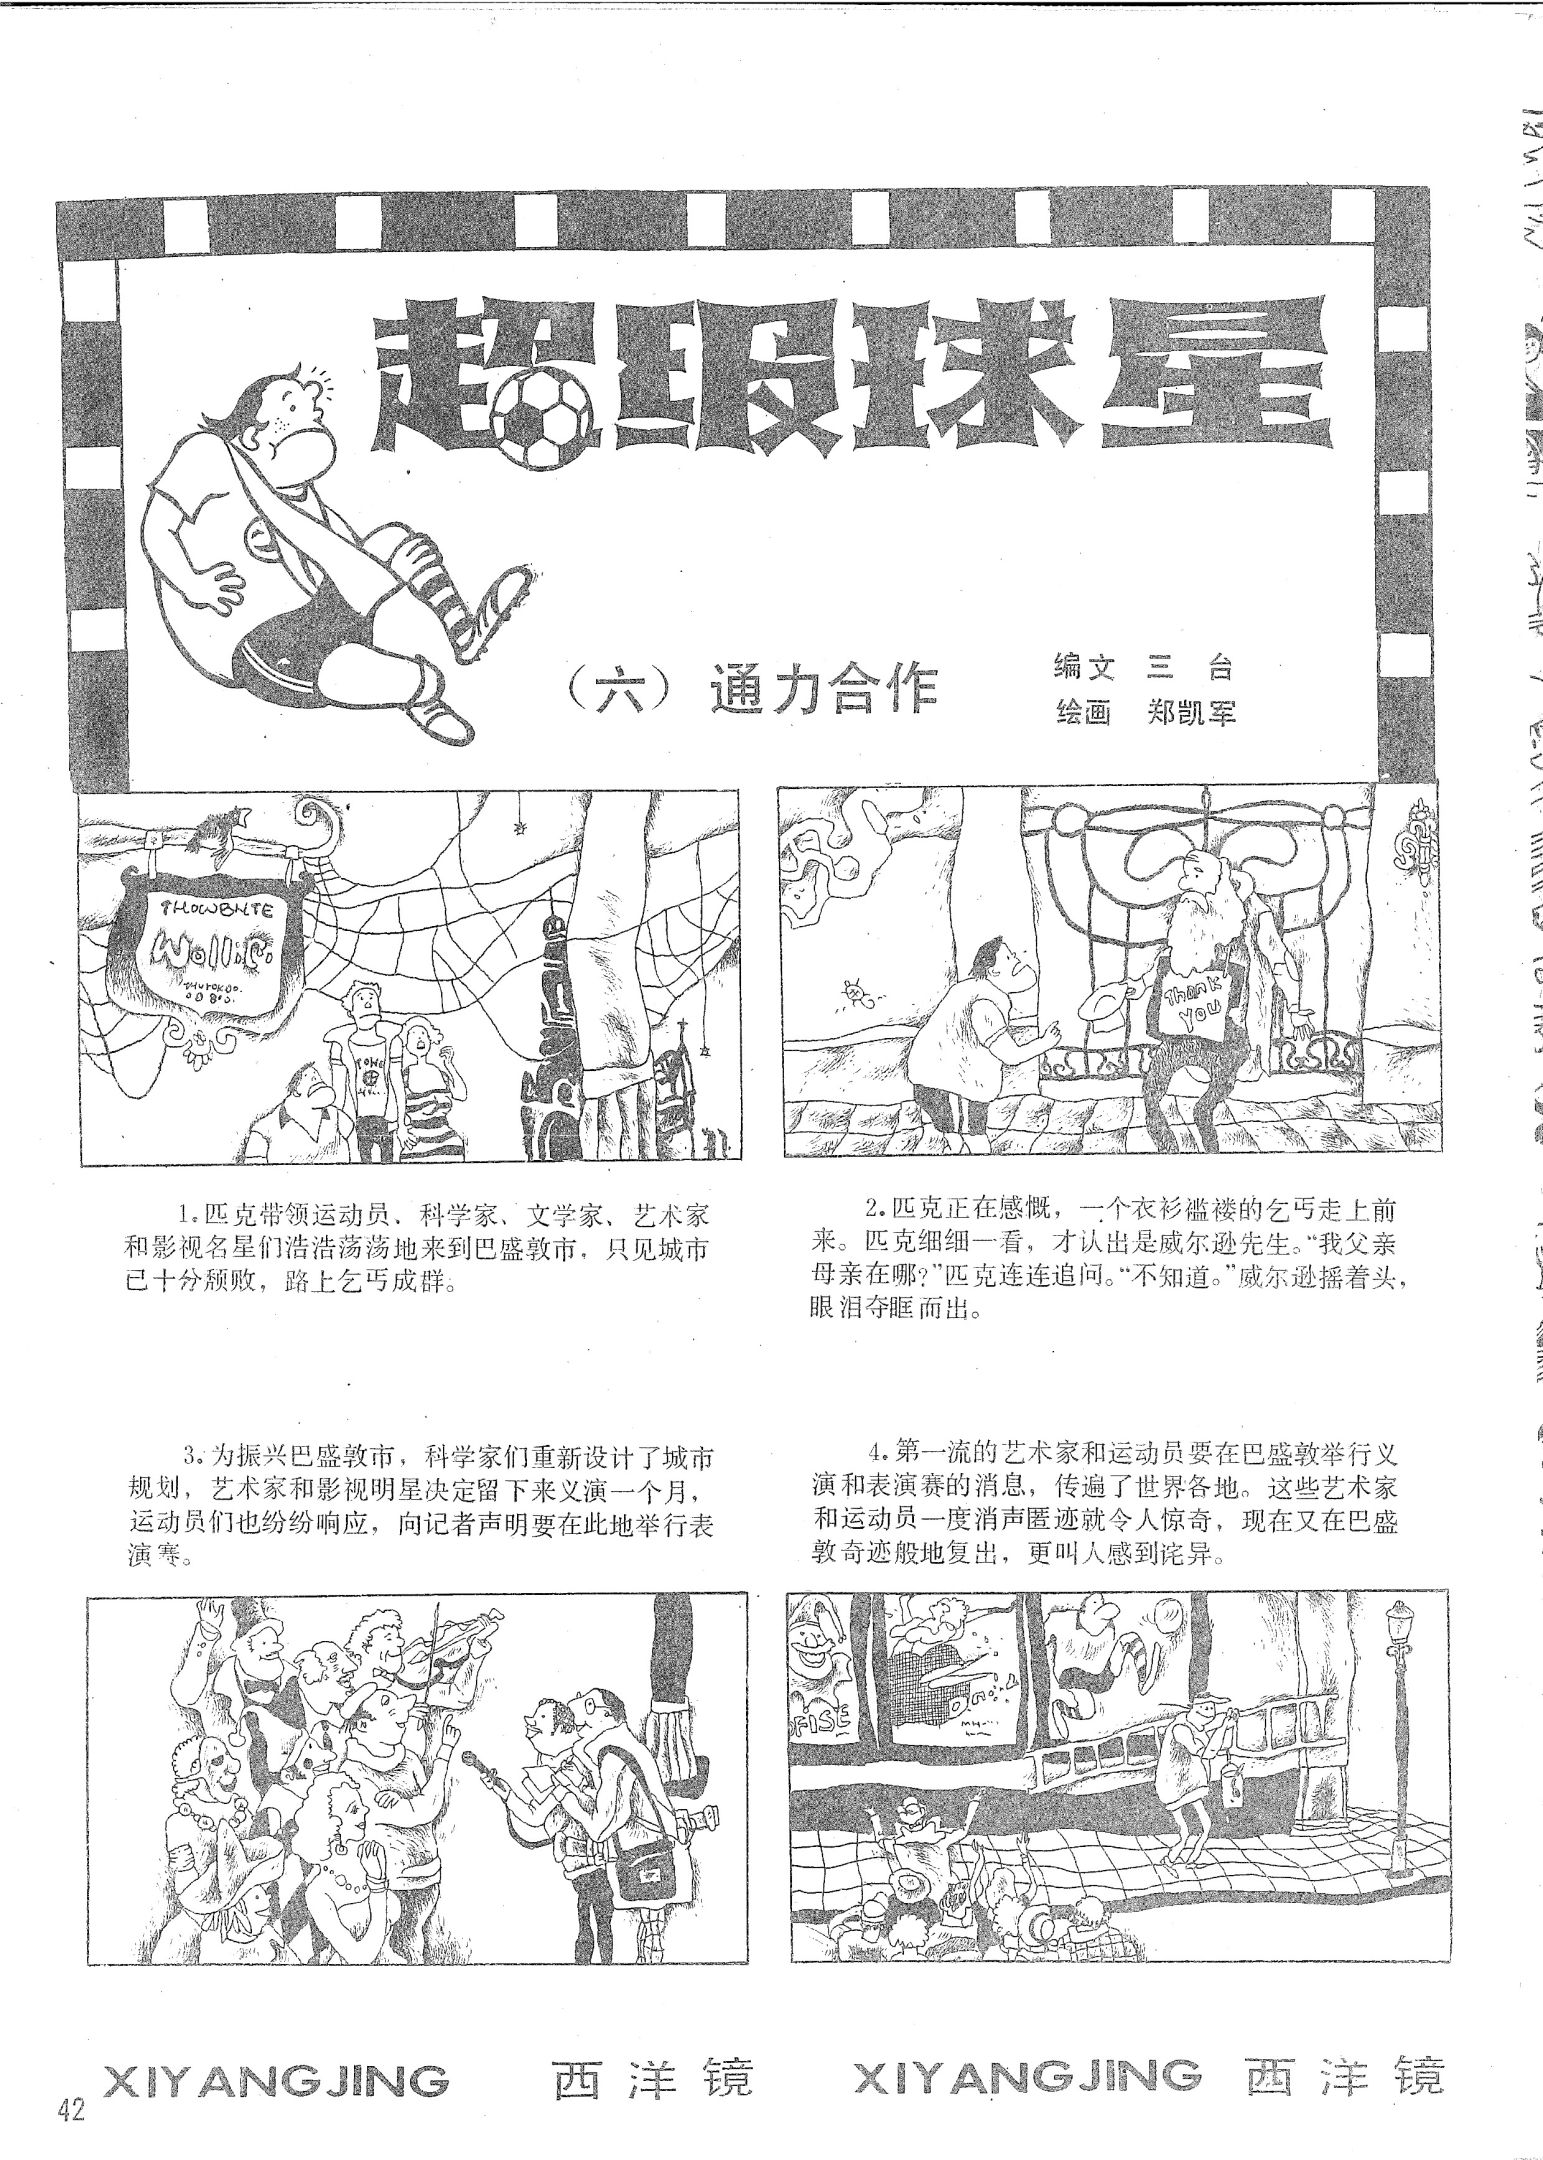 超级球星
（六）通力合作
编文 三台
绘画 郑凯军
THOWBNTE
Wolli
TOWE
Thank
YOU
1.匹克带领运动员、科学家、文学家、艺术家
和影视名星们浩浩荡荡地来到巴盛敦市，只见城市
已十分颓败，路上乞丐成群。
2.匹克正在感慨，一个衣衫褴褛的乞丐走上前
来。匹克细细一看，才认出是威尔逊先生。“我父亲
母亲在哪？”匹克连连追问。“不知道。”威尔逊摇着头，
眼泪夺眶而出。
3.为振兴巴盛敦市，科学家们重新设计了城市
规划，艺术家和影视明星决定留下来义演一个月，
运动员们也纷纷响应，向记者声明要在此地举行表
演赛。
4.第一流的艺术家和运动员要在巴盛敦举行义
演和表演赛的消息，传遍了世界各地。这些艺术家
和运动员一度消声匿迹就令人惊奇，现在又在巴盛
敦奇迹般地复出，更叫人感到诧异。
OFISE
XIYANGJING 西洋镜 XIYANGJING 西洋镜
42